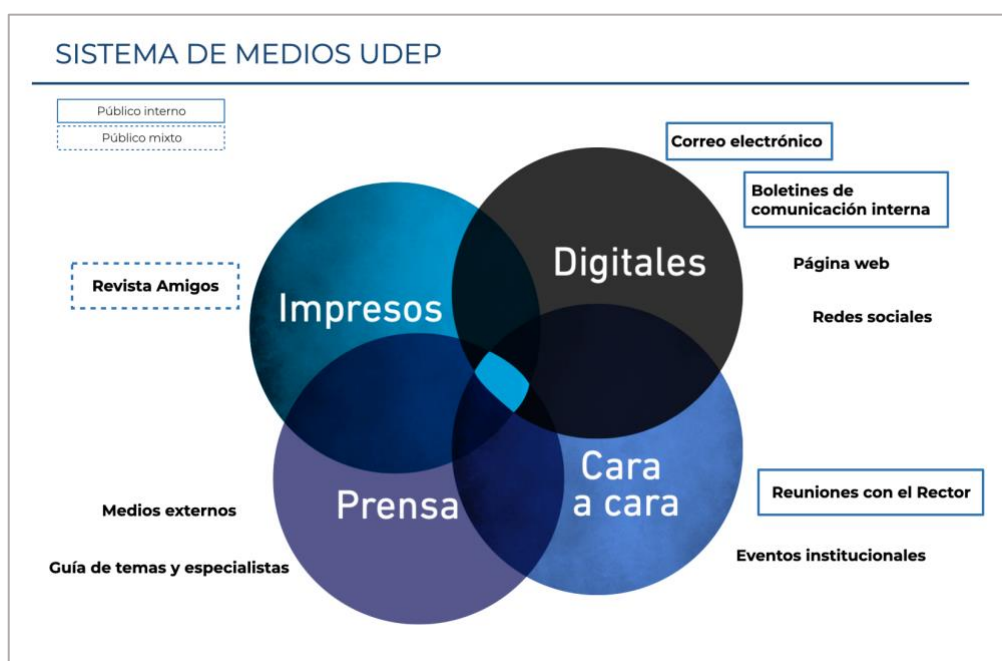 SISTEMA DE MEDIOS UDEP
Público interno
Público mixto
Correo electrónico
Boletines de
comunicación interna
Digitales
Página web
Revista Amigos
Impresos
Redes sociales
Cara
a cara
Reuniones con el Rector
Prensa
Medios externos
Eventos institucionales
Guía de temas y especialistas